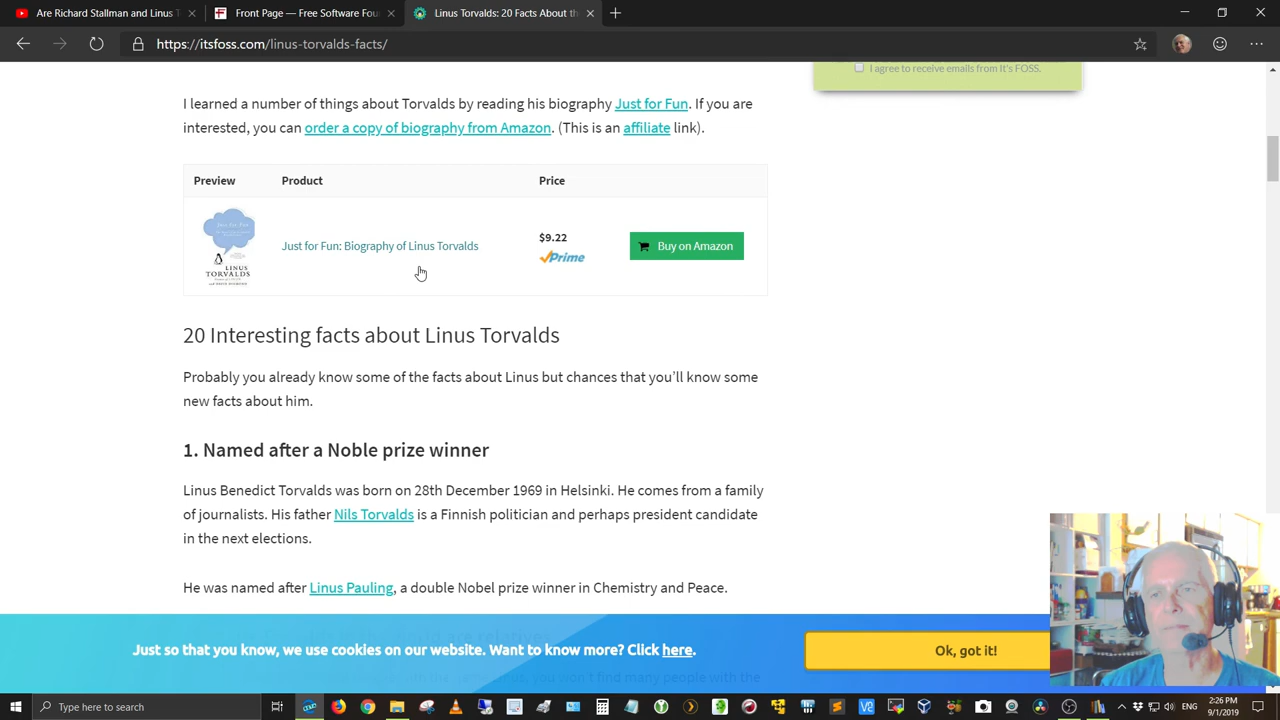 Are Richard Stallman and Linus T
Front Page — Free Software Fou
Linus Torvalds: 20 Facts About th
https://itsfoss.com/linus-torvalds-facts/
I agree to receive emails from It's FOSS.
I learned a number of things about Torvalds by reading his biography Just for Fun. If you are
interested, you can order a copy of biography from Amazon. (This is an affiliate link).
Preview Product Price
LINUS
TORVALDS
Just for Fun: Biography of Linus Torvalds
$9.22
Prime
Buy on Amazon
20 Interesting facts about Linus Torvalds
Probably you already know some of the facts about Linus but chances that you’ll know some
new facts about him.
1. Named after a Noble prize winner
Linus Benedict Torvalds was born on 28th December 1969 in Helsinki. He comes from a family
of journalists. His father Nils Torvalds is a Finnish politician and perhaps president candidate
in the next elections.
He was named after Linus Pauling, a double Nobel prize winner in Chemistry and Peace.
Just so that you know, we use cookies on our website. Want to know more? Click here.
Ok, got it!
Type here to search
2:26 PM
9/1/2019